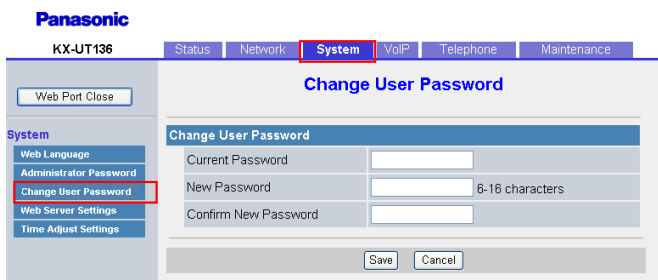 Panasonic
KX-UT136
Status Network System VoIP Telephone Maintenance
Web Port Close
Change User Password
System
Web Language
Administrator Password
Change User Password
Web Server Settings
Time Adjust Settings
Change User Password
Current Password
New Password 6-16 characters
Confirm New Password
Save Cancel